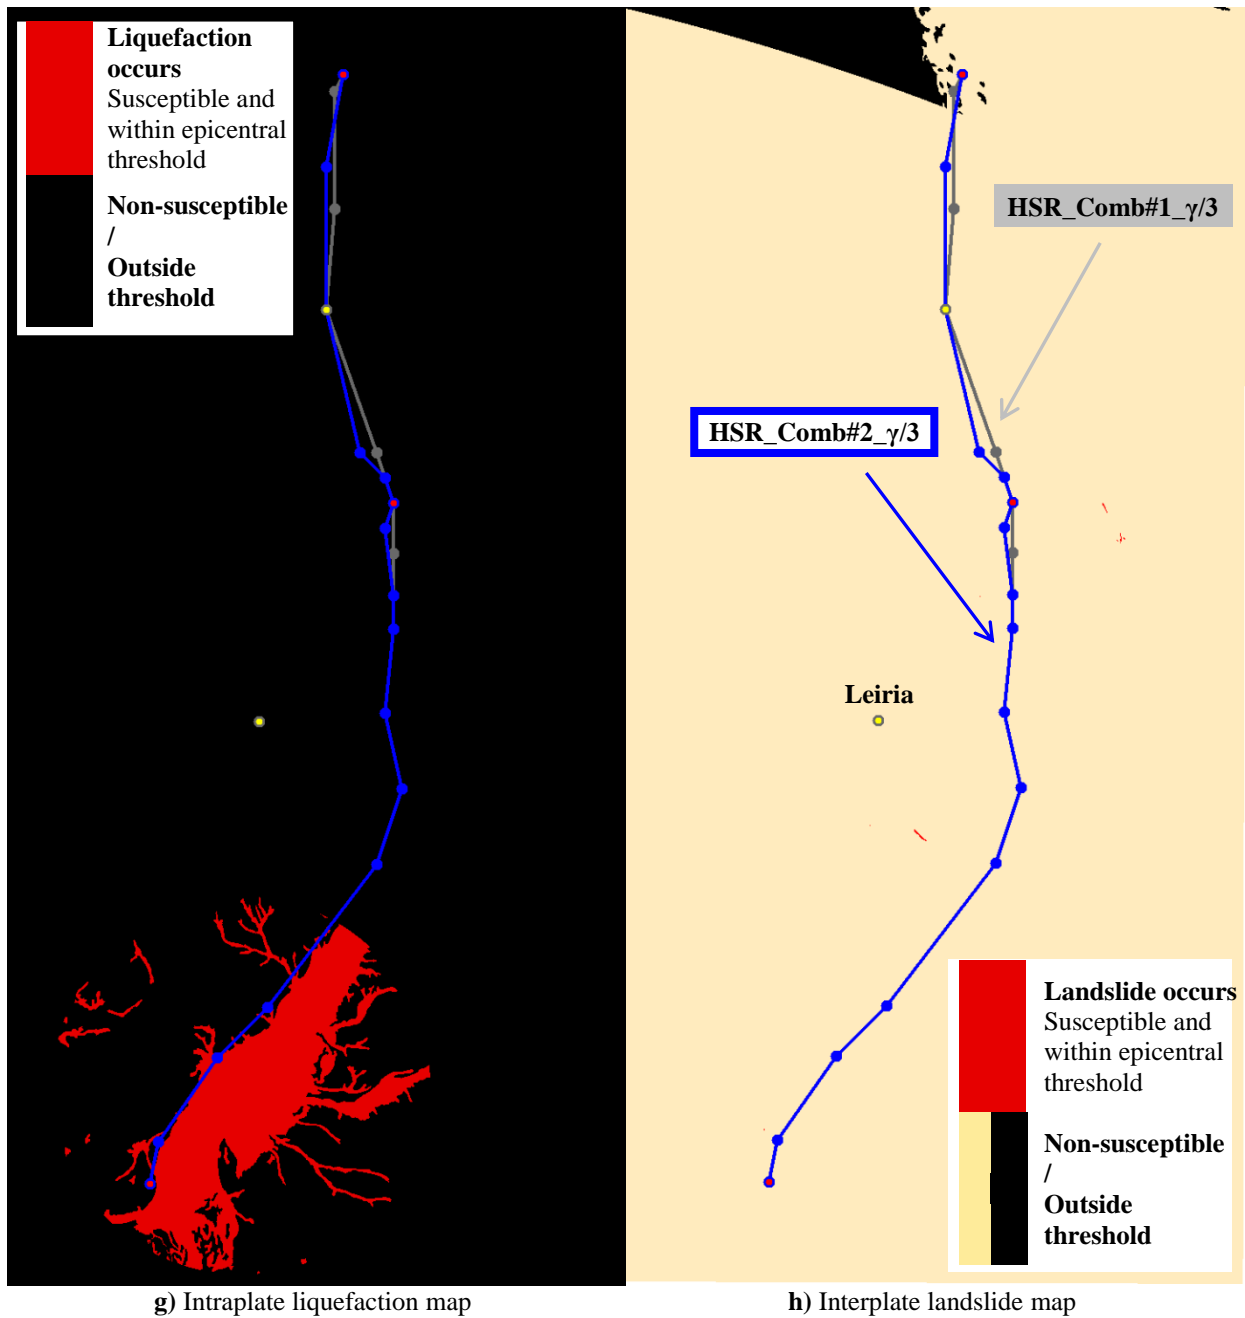 Liquefaction
occurs
Susceptible and
within epicentral
threshold
Non-susceptible
/
Outside
threshold
HSR_Comb#1_γ/3
HSR_Comb#2_γ/3
Leiria
Landslide occurs
Susceptible and
within epicentral
threshold
Non-susceptible
/
Outside
threshold
g) Intraplate liquefaction map
h) Interplate landslide map